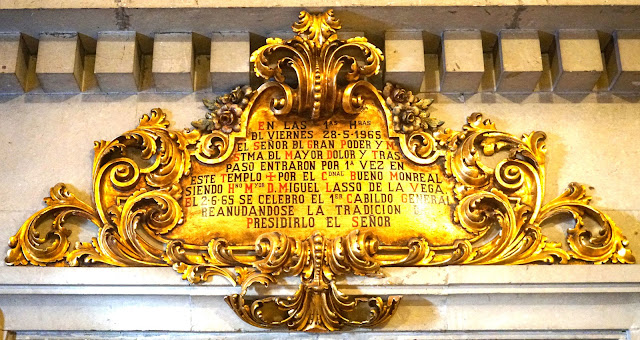 EN LAS 1as HRAS
DL VIERNES 28-5-1965
EL SEÑOR DL GRAN PODER Y Mª
STMA DL MAYOR DOLOR Y TRAS
PASO ENTRARON POR 1ª VEZ EN
ESTE TEMPLO ✠ POR EL CDNAL BUENO MONREAL
SIENDO Hno Myor D. MIGUEL LASSO DE LA VEGA.
EL 2-6-65 SE CELEBRO EL 1er CABILDO GENERAL
REANUDANDOSE LA TRADICION DE
PRESIDIRLO EL SEÑOR